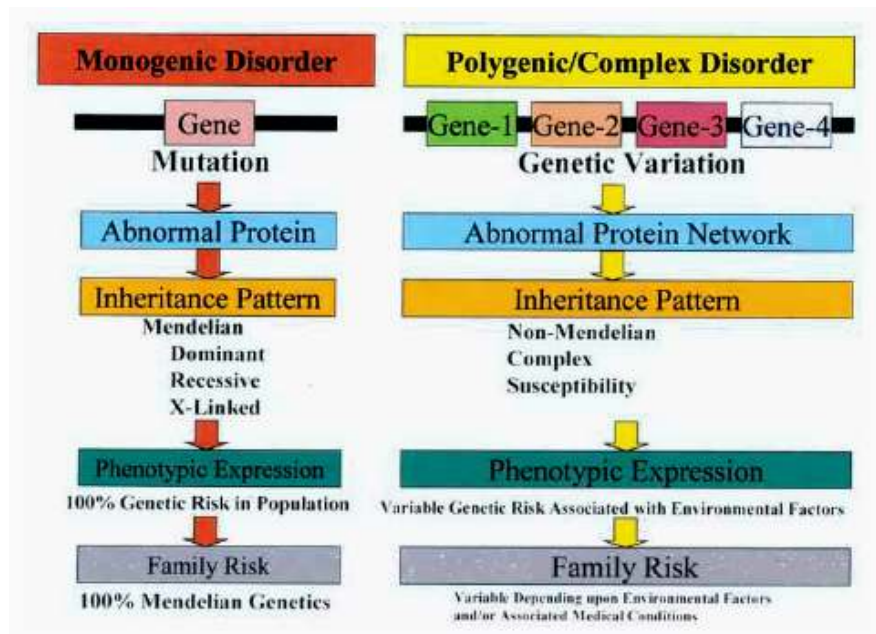 Monogenic Disorder
Gene
Mutation
Abnormal Protein
Inheritance Pattern
Mendelian
Dominant
Recessive
X-Linked
Phenotypic Expression
100% Genetic Risk in Population
Family Risk
100% Mendelian Genetics
Polygenic/Complex Disorder
Gene-1 Gene-2 Gene-3 Gene-4
Genetic Variation
Abnormal Protein Network
Inheritance Pattern
Non-Mendelian
Complex
Susceptibility
Phenotypic Expression
Variable Genetic Risk Associated with Environmental Factors
Family Risk
Variable Depending upon Environmental Factors
and/or Associated Medical Conditions